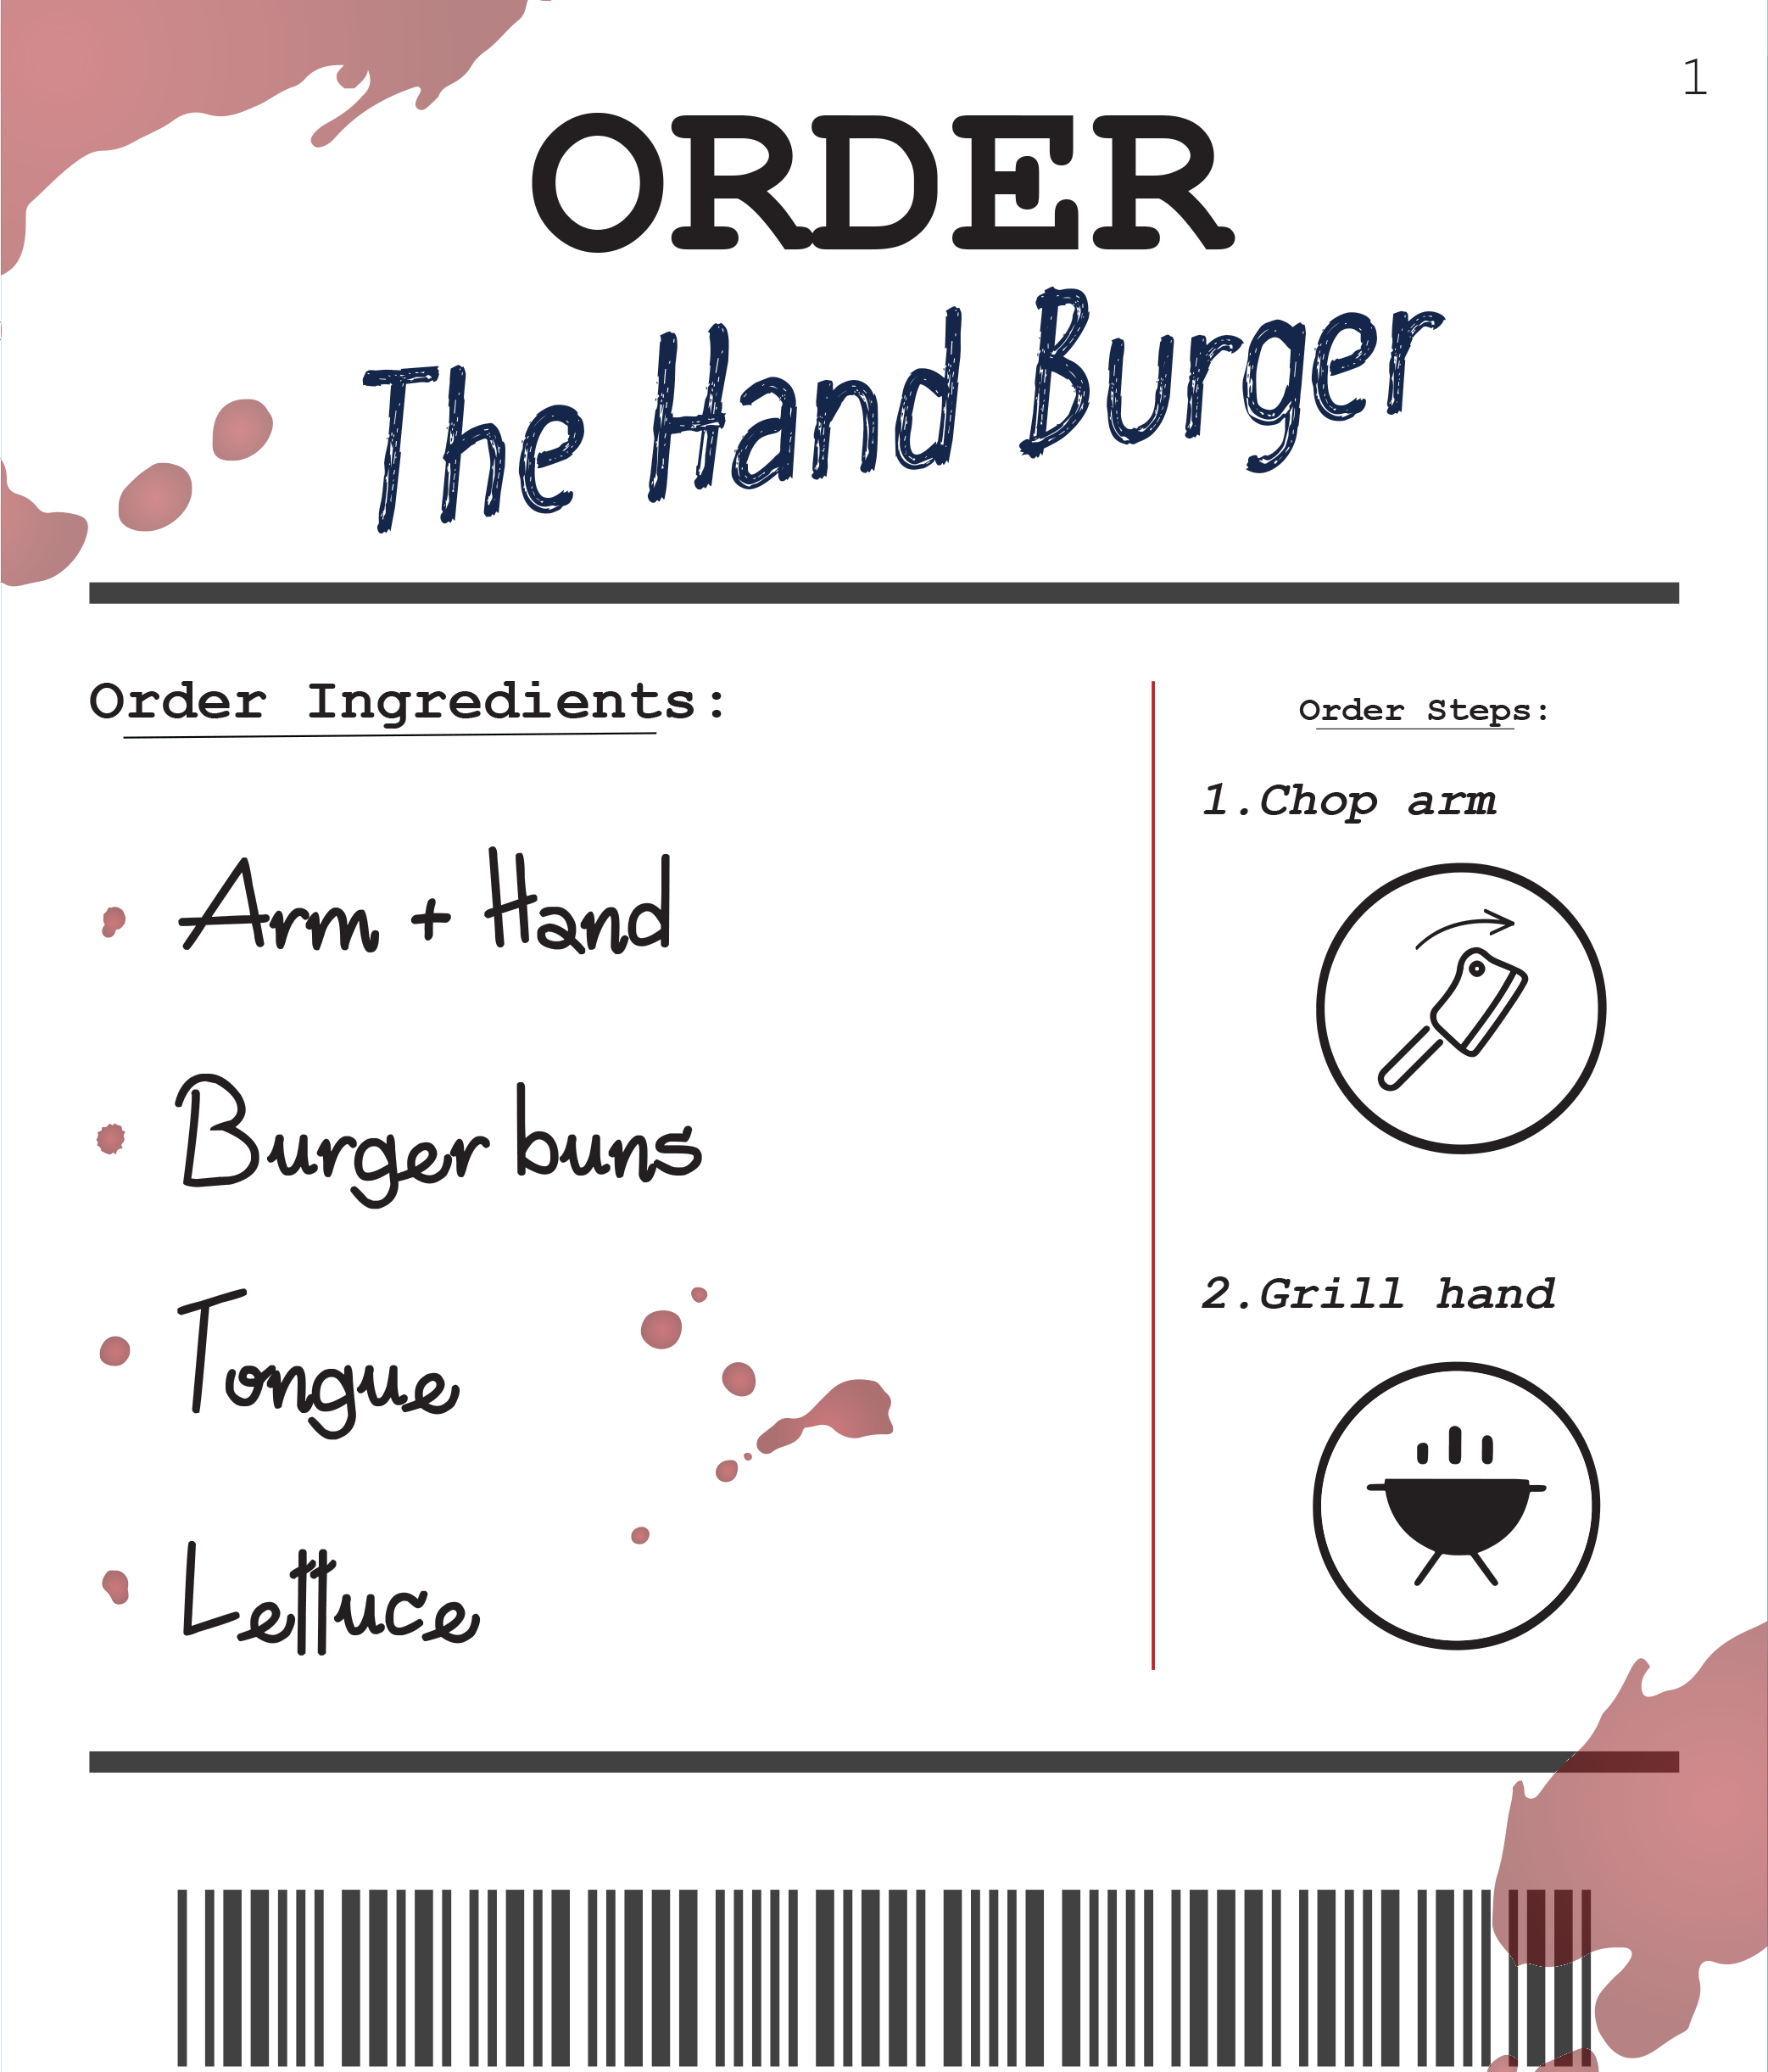 1
ORDER
The Hand Burger
Order Ingredients:
Arm + Hand
Burger buns
Tongue
Lettuce
Order Steps:
1.Chop arm
2.Grill hand